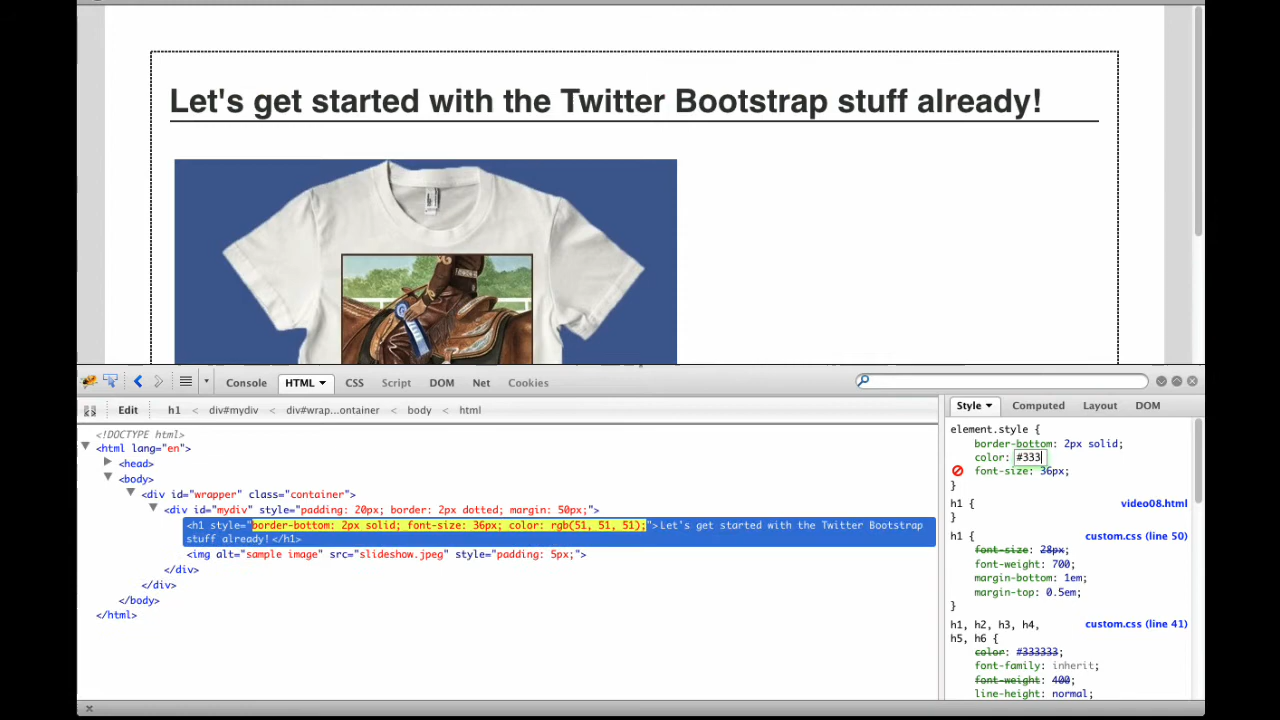 Let's get started with the Twitter Bootstrap stuff already!
Console HTML CSS Script DOM Net Cookies
Edit h1 < div#mydiv < div#wrap...ontainer < body < html
<!DOCTYPE html>
<html lang="en">
<head>
<body>
<div id="wrapper" class="container">
<div id="mydiv" style="padding: 20px; border: 2px dotted; margin: 50px;">
<h1 style="border-bottom: 2px solid; font-size: 36px; color: rgb(51, 51, 51);">Let's get started with the Twitter Bootstrap
stuff already!</h1>
<img alt="sample image" src="slideshow.jpeg" style="padding: 5px;">
</div>
</div>
</body>
</html>
Style Computed Layout DOM
element.style {
border-bottom: 2px solid;
color: #333
font-size: 36px;
}
h1 { video08.html
}
h1 { custom.css (line 50)
font-size: 28px;
font-weight: 700;
margin-bottom: 1em;
margin-top: 0.5em;
}
h1, h2, h3, h4, custom.css (line 41)
h5, h6 {
color: #333333;
font-family: inherit;
font-weight: 400;
line-height: normal;